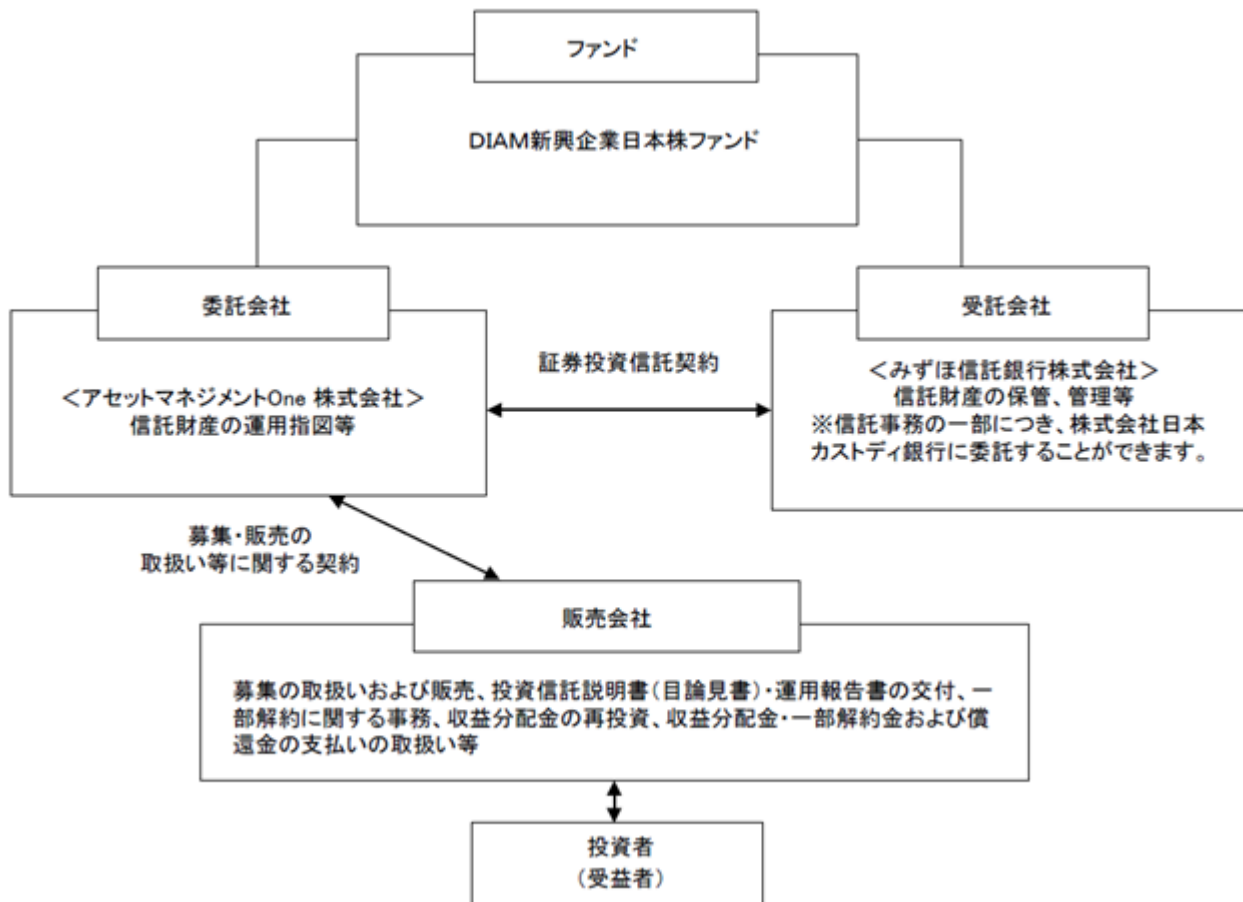 ファンド
DIAM新興企業日本株ファンド
委託会社
<アセットマネジメントOne 株式会社>
信託財産の運用指図等
証券投資信託契約
受託会社
<みずほ信託銀行株式会社>
信託財産の保管、管理等
※信託事務の一部につき、株式会社日本
カストディ銀行に委託することができます。
募集・販売の
取扱い等に関する契約
販売会社
募集の取扱いおよび販売、投資信託説明書(目論見書)・運用報告書の交付、一
部解約に関する事務、収益分配金の再投資、収益分配金・一部解約金および償
還金の支払いの取扱い等
投資者
(受益者)